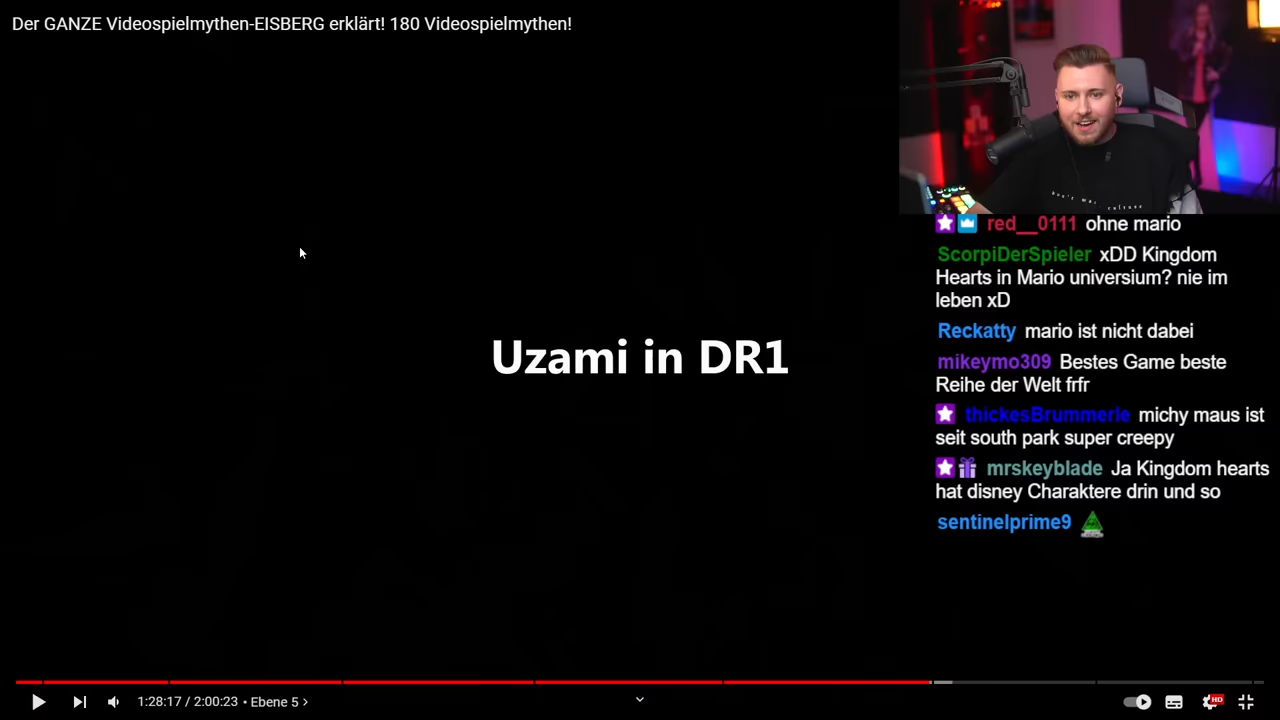 Der GANZE Videospielmythen-EISBERG erklärt! 180 Videospielmythen!
red__0111 ohne mario
ScorpiDerSpieler xDD Kingdom
Hearts in Mario universium? nie im
leben xD
Reckatty mario ist nicht dabei
mikeymo309 Bestes Game beste
Reihe der Welt frfr
thickesBrummerle michy maus ist
seit south park super creepy
mrskeyblade Ja Kingdom hearts
hat disney Charaktere drin und so
sentinelprime9
Uzami in DR1
1:28:17 / 2:00:23 • Ebene 5 ›
HD